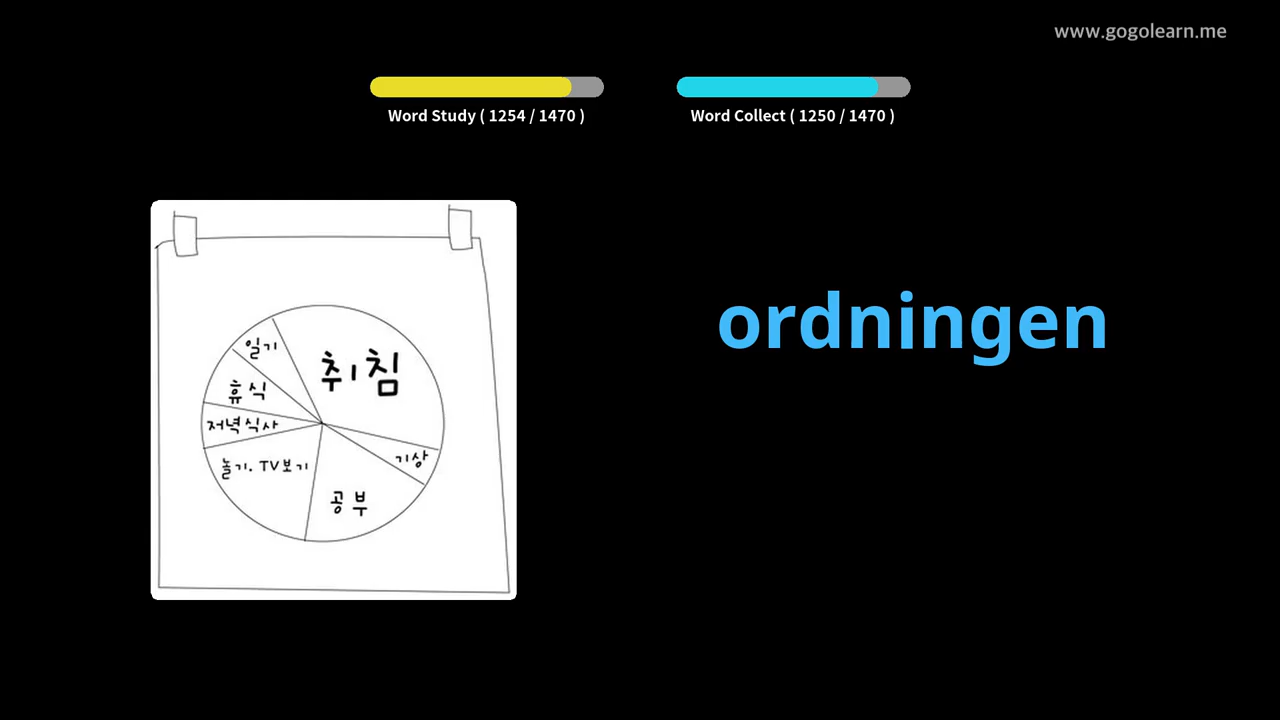 www.gogolearn.me
Word Study ( 1254 / 1470 )
Word Collect ( 1250 / 1470 )
일기
취침
휴식
저녁식사
놀기. TV보기
기상
공부
ordningen